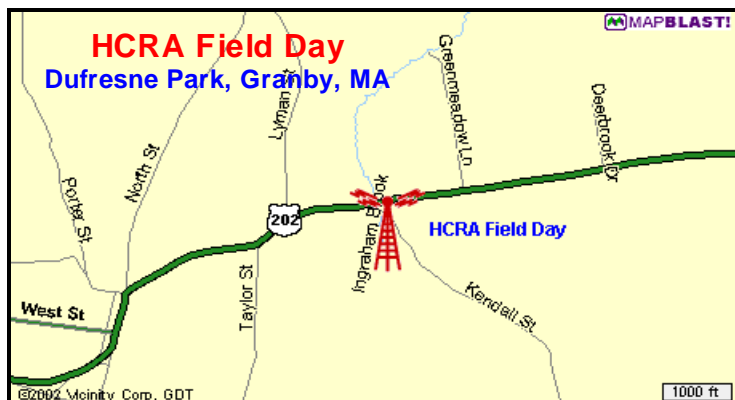 MAPBLAST!
HCRA Field Day
Dufresne Park, Granby, MA
Lyman St
Greenmeadow Ln
Deerbrook Dr
North St
Porter St
202
Ingraham Brook
HCRA Field Day
Taylor St
Kendall St
West St
©2002 Vicinity Corp, GDT
1000 ft